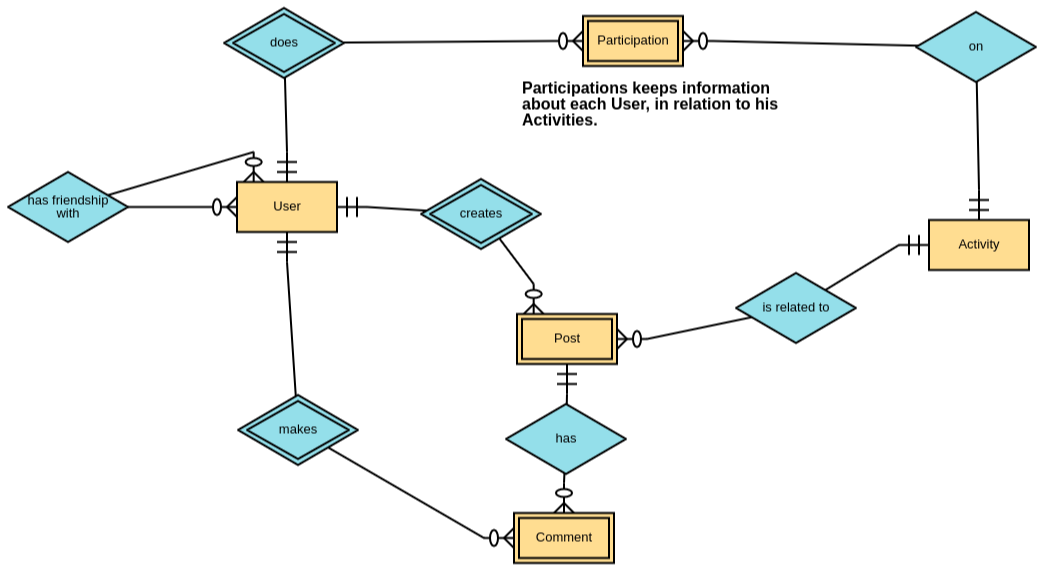 does
Participation
on
Participations keeps information
about each User, in relation to his
Activities.
has friendship
with
User
creates
Activity
is related to
Post
makes
has
Comment